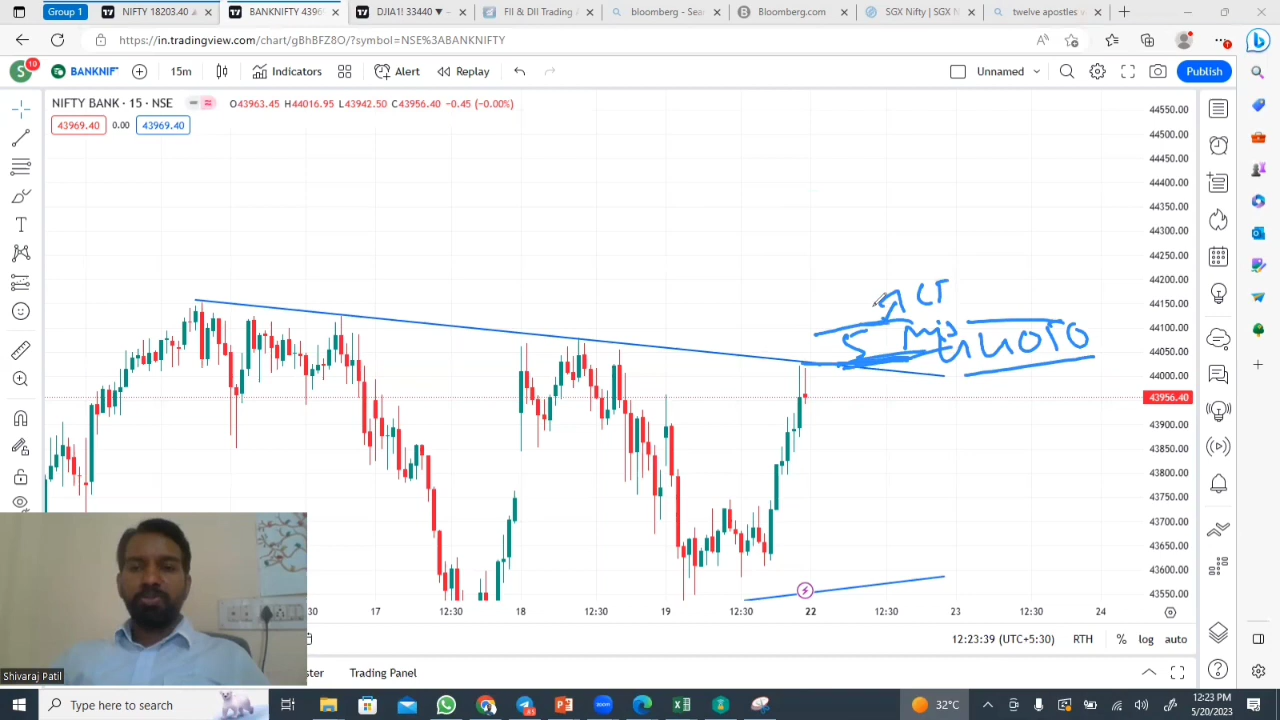 Group 1
NIFTY 18203.40
BANKNIFTY 4396
DJIA1! 33440 ▼
FII & DII Trading A
bloomberg - Sea
Bloomberg.com
SGX Nifty | SGX N
twelve apostles w
https://in.tradingview.com/chart/gBhBFZ8O/?symbol=NSE%3ABANKNIFTY
S
10
BANKNIF
15m
Indicators
Alert
Replay
Unnamed
Publish
NIFTY BANK · 15 · NSE
O43963.45 H44016.95 L43942.50 C43956.40 -0.45 (-0.00%)
43969.40
0.00
43969.40
44550.00
44500.00
44450.00
44400.00
44350.00
44300.00
44250.00
44200.00
44150.00
44100.00
44050.00
44000.00
43956.40
43900.00
43850.00
43800.00
43750.00
43700.00
43650.00
43600.00
43550.00
5 min
44050
:30
17
12:30
18
12:30
19
12:30
22
12:30
23
12:30
24
12:23:39 (UTC+5:30)
RTH
%
log
auto
ster
Trading Panel
Shivaraj Patil
Type here to search
zoom
32°C
12:23 PM
5/20/2023